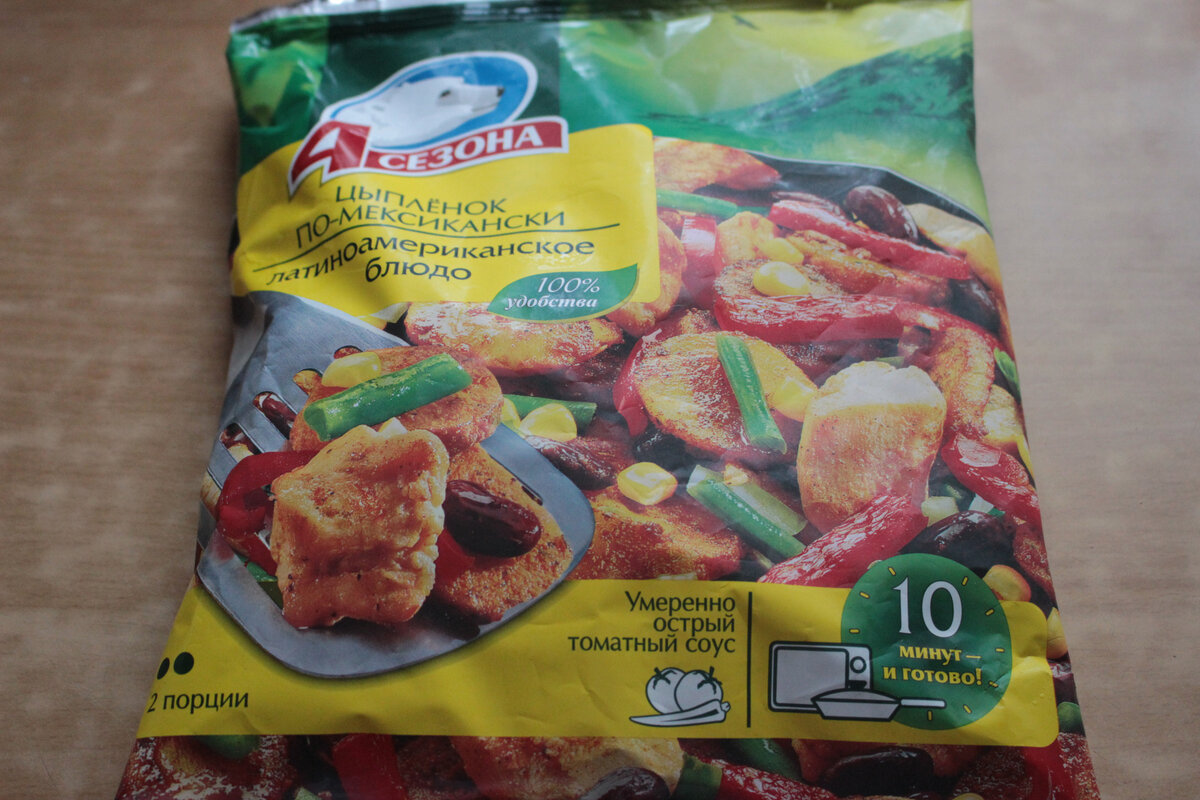 4 СЕЗОНА
ЦЫПЛЁНОК
ПО-МЕКСИКАНСКИ
ЛАТИНОАМЕРИКАНСКОЕ
БЛЮДО
100%
удобства
Умеренно
острый
томатный соус
10
минут —
и готово!
2 порции